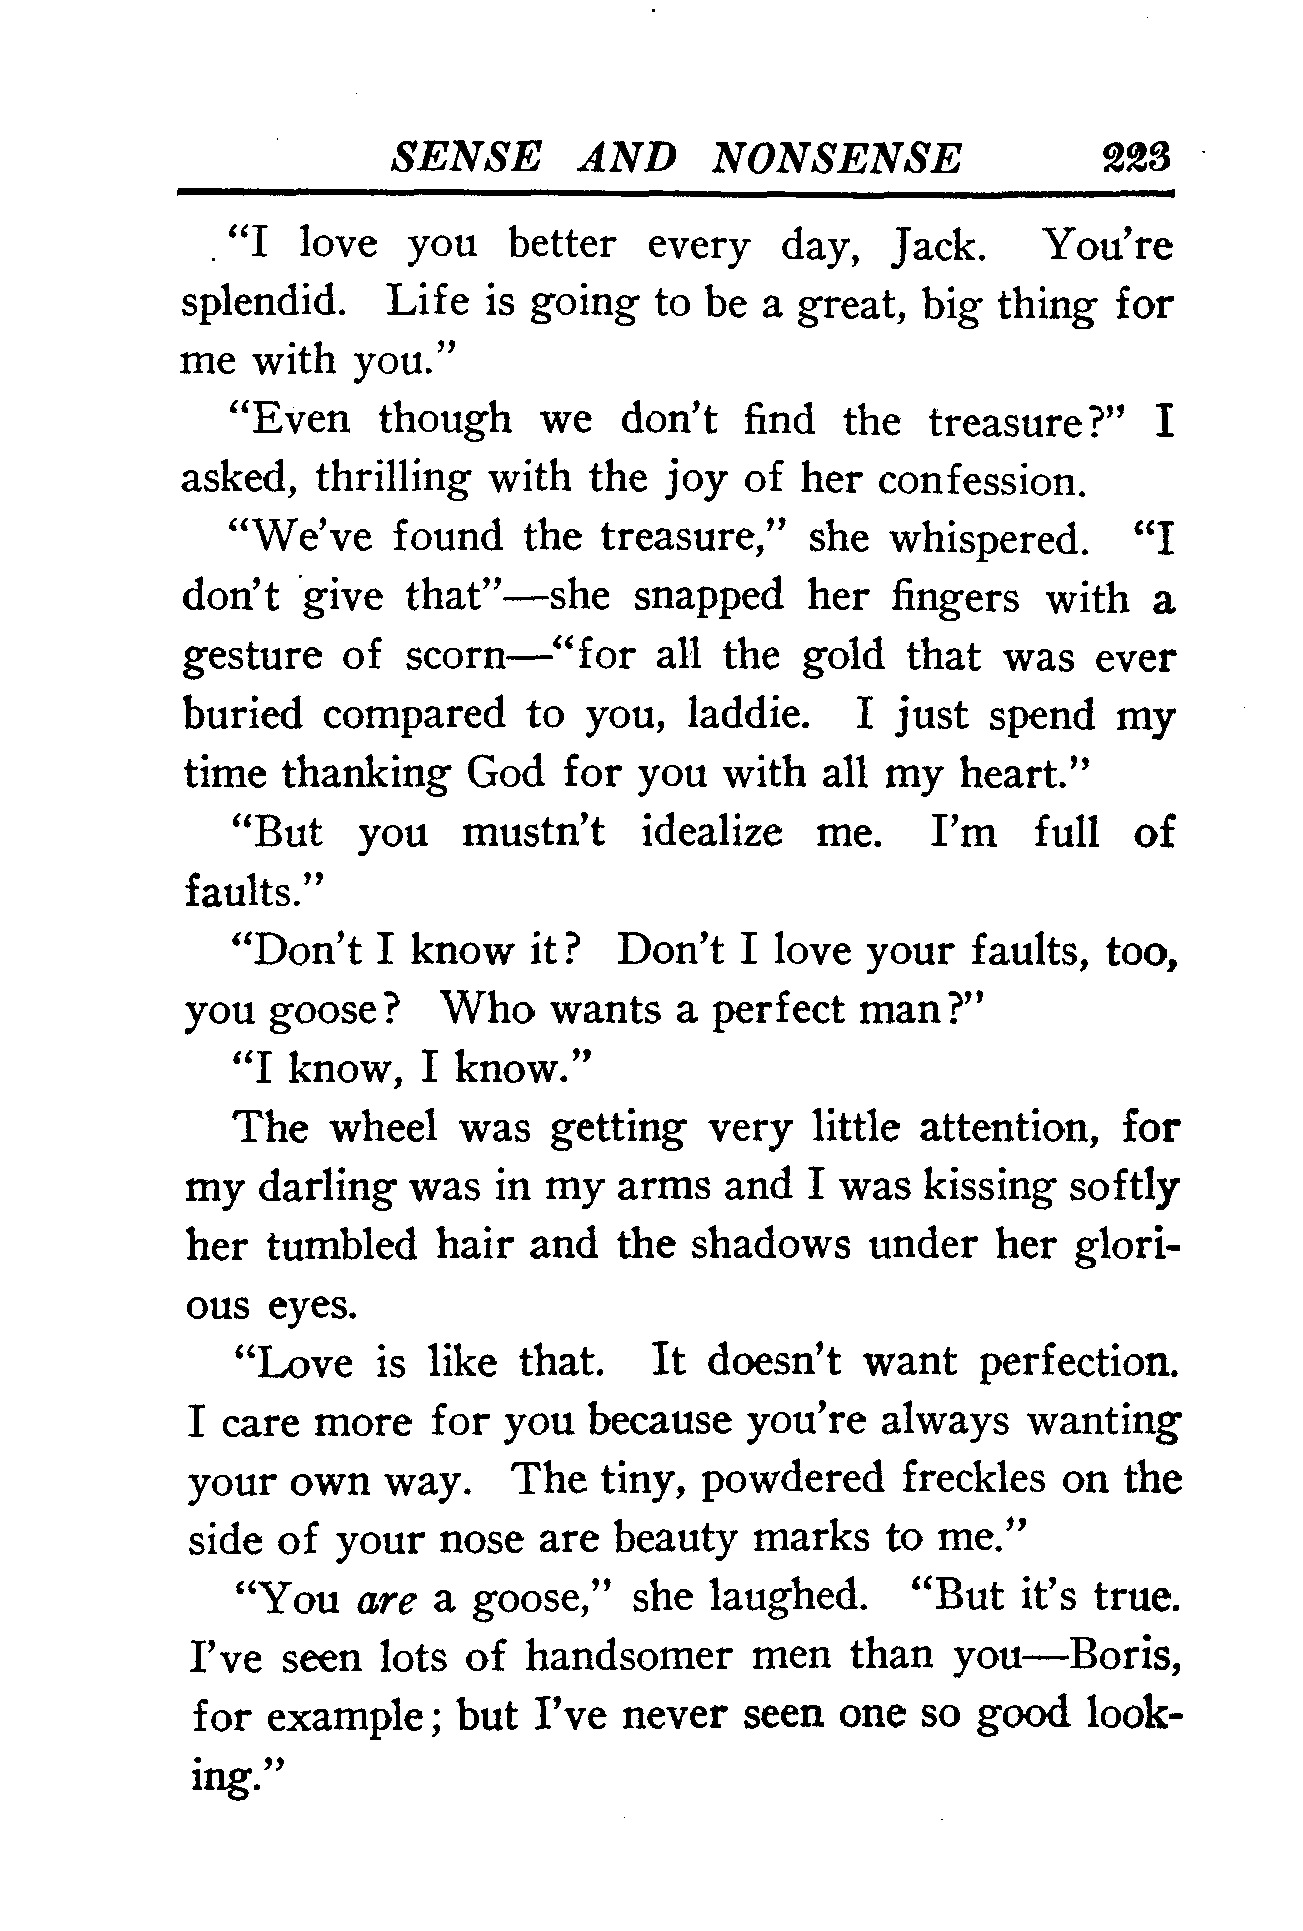 SENSE AND NONSENSE 223
"I love you better every day, Jack. You're
splendid. Life is going to be a great, big thing for
me with you."
"Even though we don't find the treasure?" I
asked, thrilling with the joy of her confession.
"We've found the treasure," she whispered. "I
don't give that"—she snapped her fingers with a
gesture of scorn—"for all the gold that was ever
buried compared to you, laddie. I just spend my
time thanking God for you with all my heart."
"But you mustn't idealize me. I'm full of
faults."
"Don't I know it? Don't I love your faults, too,
you goose? Who wants a perfect man?"
"I know, I know."
The wheel was getting very little attention, for
my darling was in my arms and I was kissing softly
her tumbled hair and the shadows under her glori-
ous eyes.
"Love is like that. It doesn't want perfection.
I care more for you because you're always wanting
your own way. The tiny, powdered freckles on the
side of your nose are beauty marks to me."
"You are a goose," she laughed. "But it's true.
I've seen lots of handsomer men than you—Boris,
for example; but I've never seen one so good look-
ing."